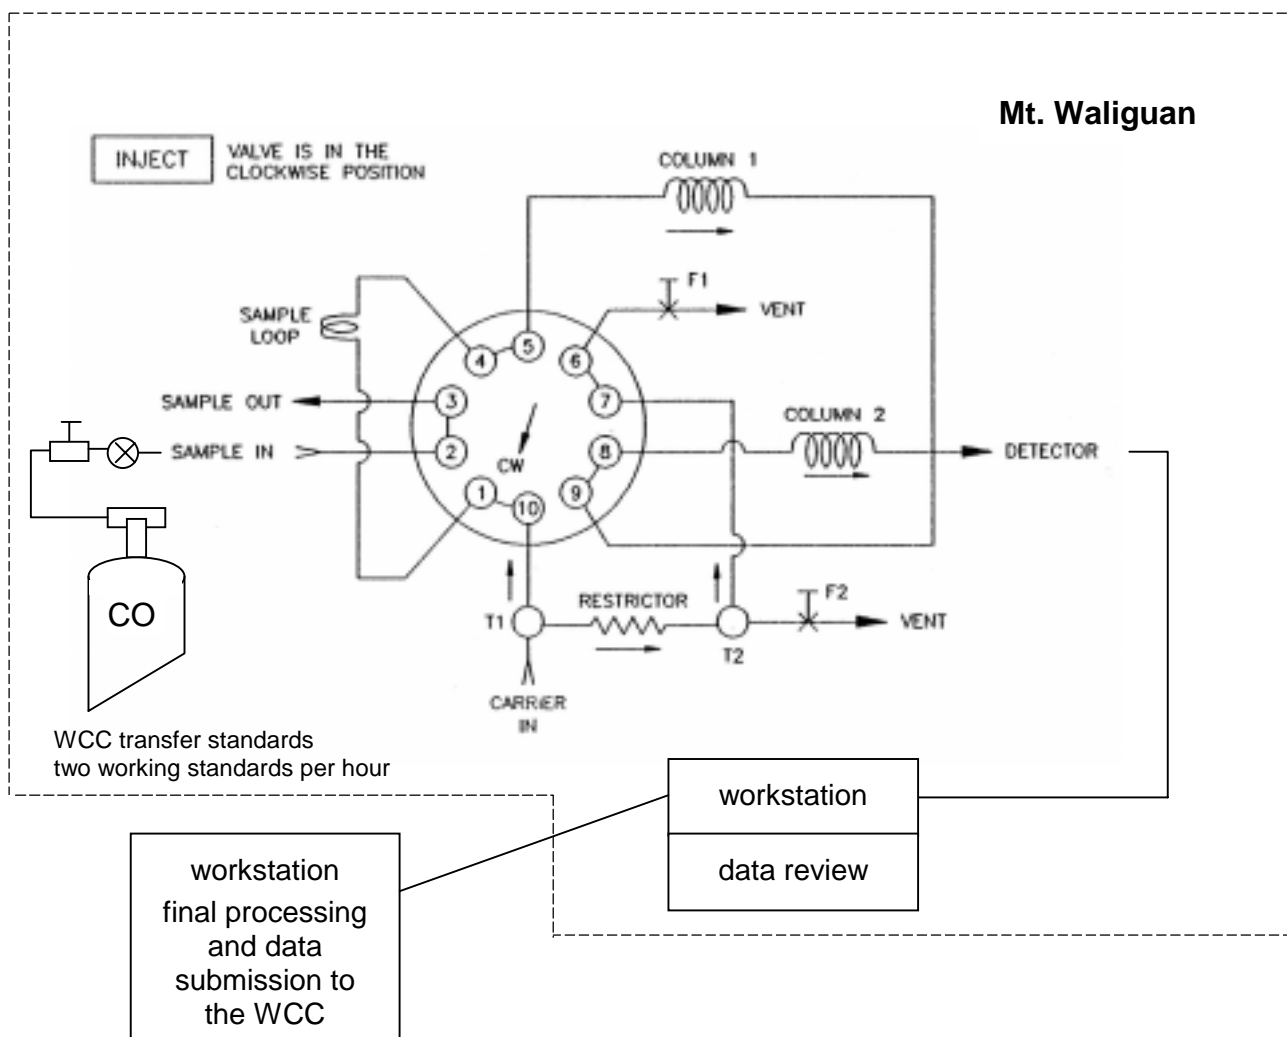 Mt. Waliguan
INJECT
VALVE IS IN THE
CLOCKWISE POSITION
COLUMN 1
F1
VENT
SAMPLE
LOOP
5
4
6
3
7
SAMPLE OUT
COLUMN 2
SAMPLE IN
2
8
DETECTOR
CW
1
10
9
CO
RESTRICTOR
F2
T1
T2
VENT
CARRIER
IN
WCC transfer standards
two working standards per hour
workstation
data review
workstation
final processing
and data
submission to
the WCC